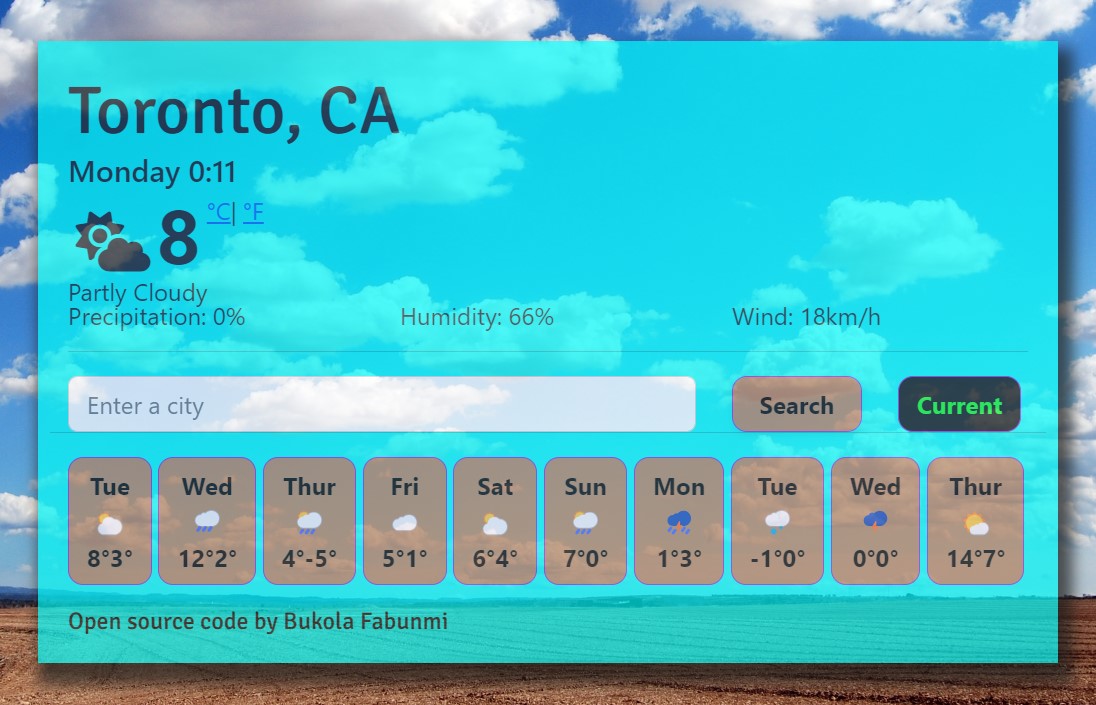 Toronto, CA
Monday 0:11
8 °C| °F
Partly Cloudy
Precipitation: 0% Humidity: 66% Wind: 18km/h
Enter a city Search Current
Tue Wed Thur Fri Sat Sun Mon Tue Wed Thur
8°3° 12°2° 4°-5° 5°1° 6°4° 7°0° 1°3° -1°0° 0°0° 14°7°
Open source code by Bukola Fabunmi